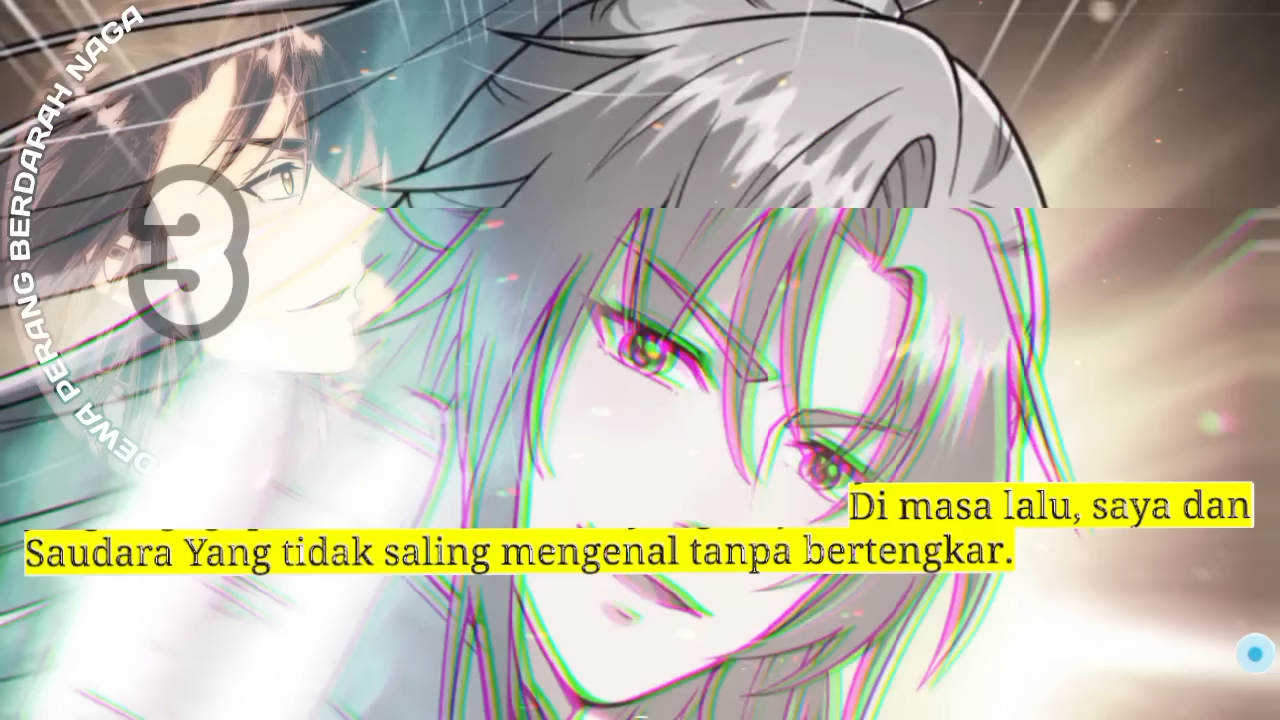 DEWA PERANG BERDARAH NAGA
3
Di masa lalu, saya dan
Saudara Yang tidak saling mengenal tanpa bertengkar.